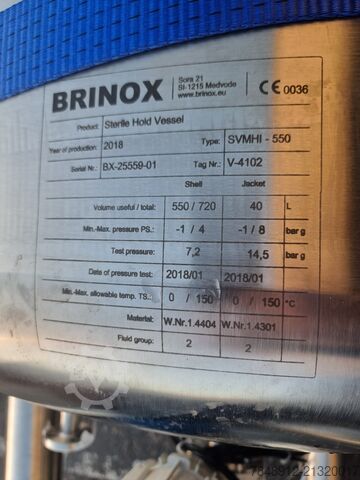 BRINOX
Sora 21
SI-1215 Medvode
www.brinox.eu
CE 0036
Product: Sterile Hold Vessel
Year of production: 2018 Type: SVMHI - 550
Serial Nr.: BX-25559-01 Tag Nr.: V-4102
Shell Jacket
Volume useful / total: 550 / 720 40 L
Min.-Max. pressure PS.: -1 / 4 -1 / 8 bar g
Test pressure: 7,2 14,5 bar g
Date of pressure test: 2018/01 2018/01
Min.-Max. allowable temp. TS.: 0 / 150 0 / 150 °C
Material: W.Nr.1.4404 W.Nr.1.4301
Fluid group: 2 2